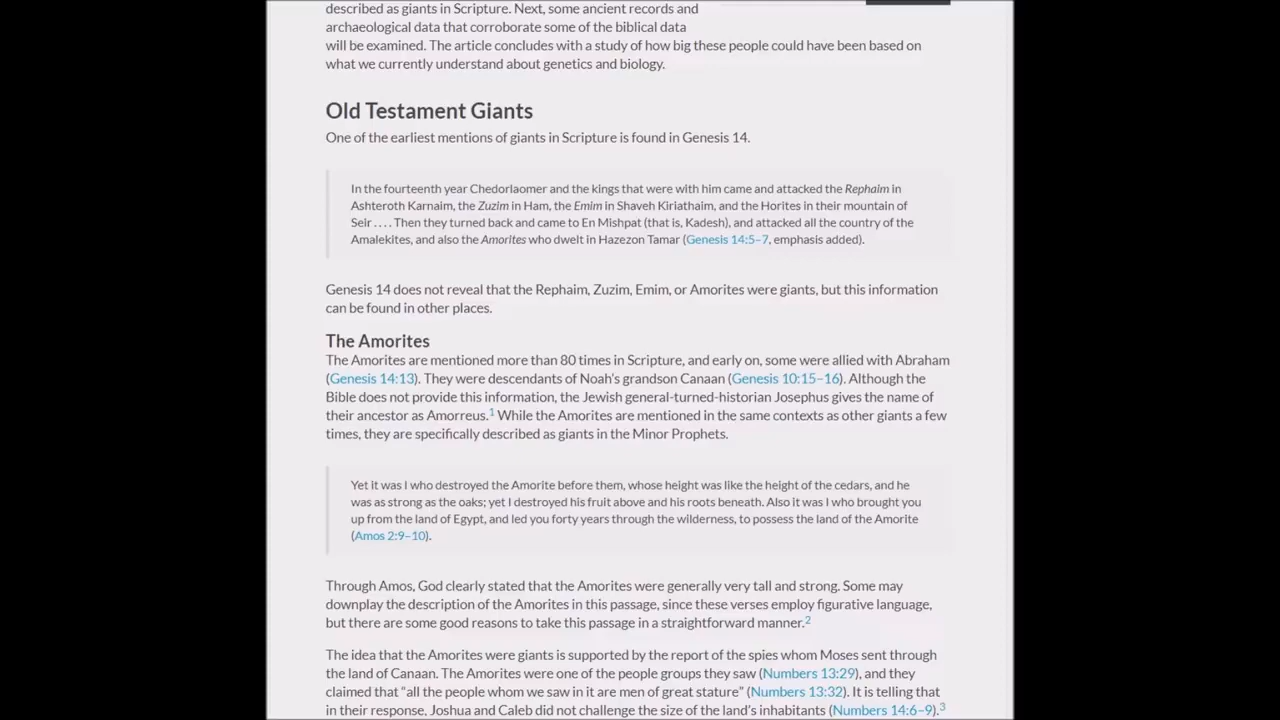 described as giants in Scripture. Next, some ancient records and
archaeological data that corroborate some of the biblical data
will be examined. The article concludes with a study of how big these people could have been based on
what we currently understand about genetics and biology.
Old Testament Giants
One of the earliest mentions of giants in Scripture is found in Genesis 14.
In the fourteenth year Chedorlaomer and the kings that were with him came and attacked the Rephaim in
Ashteroth Karnaim, the Zuzim in Ham, the Emim in Shaveh Kiriathaim, and the Horites in their mountain of
Seir . . . . Then they turned back and came to En Mishpat (that is, Kadesh), and attacked all the country of the
Amalekites, and also the Amorites who dwelt in Hazezon Tamar (Genesis 14:5–7, emphasis added).
Genesis 14 does not reveal that the Rephaim, Zuzim, Emim, or Amorites were giants, but this information
can be found in other places.
The Amorites
The Amorites are mentioned more than 80 times in Scripture, and early on, some were allied with Abraham
(Genesis 14:13). They were descendants of Noah's grandson Canaan (Genesis 10:15–16). Although the
Bible does not provide this information, the Jewish general-turned-historian Josephus gives the name of
their ancestor as Amorreus.1 While the Amorites are mentioned in the same contexts as other giants a few
times, they are specifically described as giants in the Minor Prophets.
Yet it was I who destroyed the Amorite before them, whose height was like the height of the cedars, and he
was as strong as the oaks; yet I destroyed his fruit above and his roots beneath. Also it was I who brought you
up from the land of Egypt, and led you forty years through the wilderness, to possess the land of the Amorite
(Amos 2:9–10).
Through Amos, God clearly stated that the Amorites were generally very tall and strong. Some may
downplay the description of the Amorites in this passage, since these verses employ figurative language,
but there are some good reasons to take this passage in a straightforward manner.2
The idea that the Amorites were giants is supported by the report of the spies whom Moses sent through
the land of Canaan. The Amorites were one of the people groups they saw (Numbers 13:29), and they
claimed that “all the people whom we saw in it are men of great stature” (Numbers 13:32). It is telling that
in their response, Joshua and Caleb did not challenge the size of the land's inhabitants (Numbers 14:6–9).3